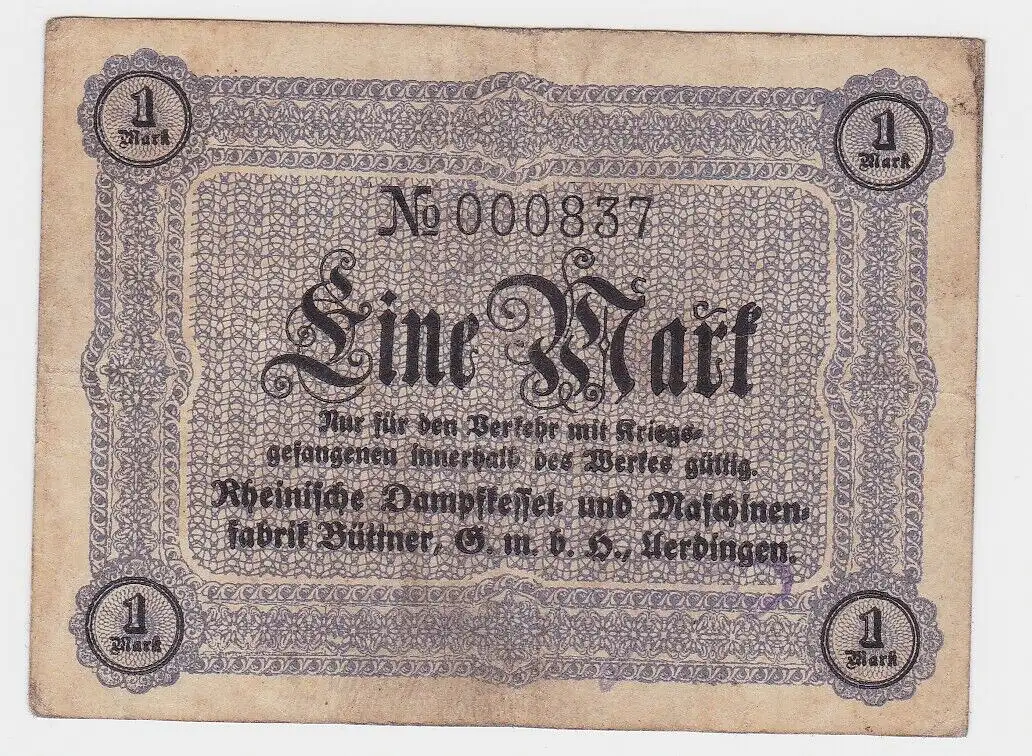 1
Mark
1
Mark
No 000837
Eine Mark
Nur für den Verkehr mit Kriegs-
gefangenen innerhalb des Werkes gültig.
Rheinische Dampfkessel- und Maschinen-
fabrik Büttner, G. m. b. H., Uerdingen.
1
Mark
1
Mark